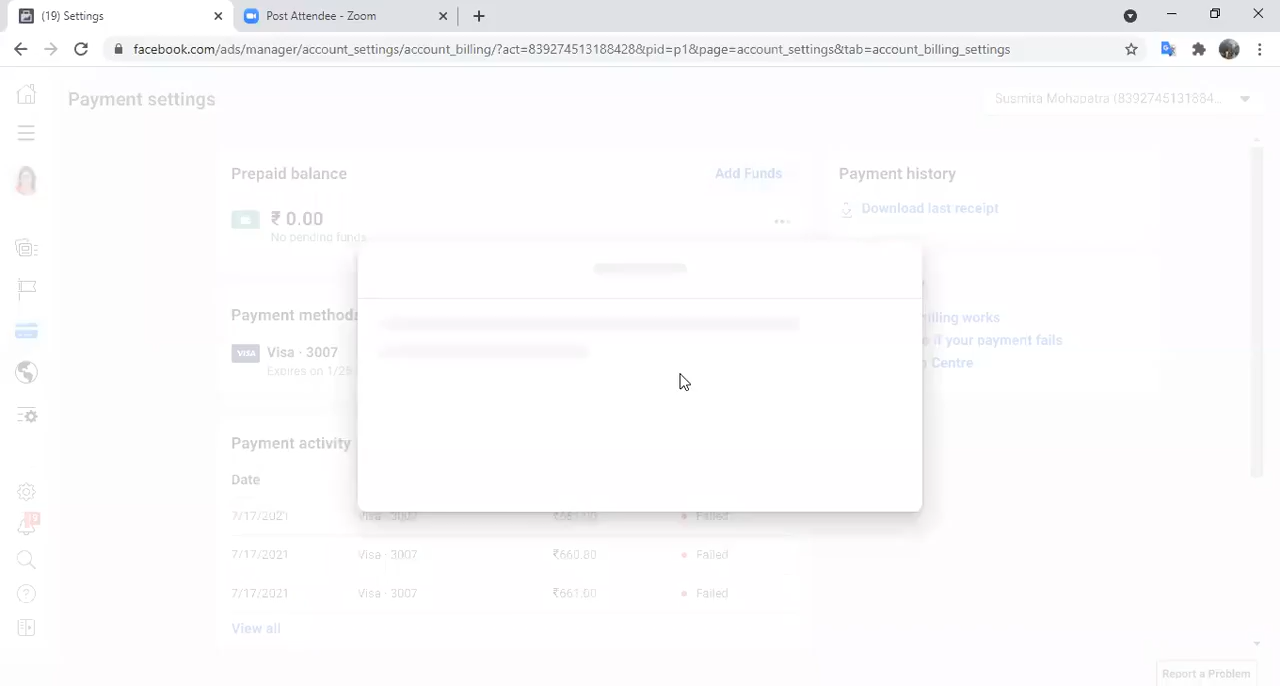 (19) Settings
Post Attendee - Zoom
facebook.com/ads/manager/account_settings/account_billing/?act=839274513188428&pid=p1&page=account_settings&tab=account_billing_settings
Payment settings
Susmita Mohapatra (8392745131884...
Prepaid balance
Add Funds
₹ 0.00
No pending funds.
Payment history
Download last receipt
Payment methods
VISA
Visa · 3007
Expires on 1/25
illing works
if your payment fails
Centre
Payment activity
Date
7/17/2021 Visa · 3007 Failed
7/17/2021 Visa · 3007 ₹660.80 Failed
7/17/2021 Visa · 3007 ₹661.00 Failed
View all
Report a Problem